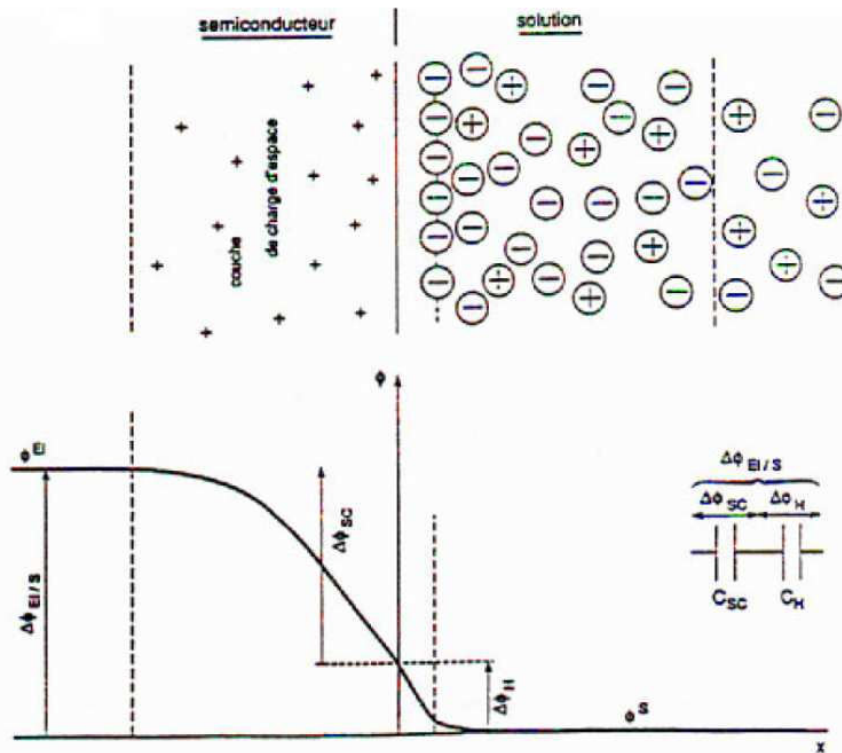 semiconducteur
solution
couche
de charge d'espace
ϕ
ϕ^El
Δϕ_El/S
Δϕ_SC
Δϕ_H
ϕ^S
x
Δϕ_El/S
Δϕ_SC Δϕ_H
C_SC C_H